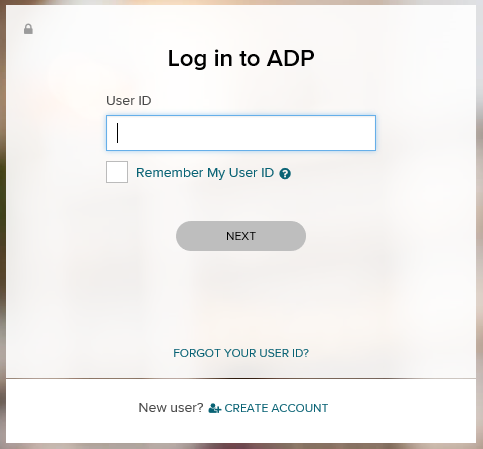 Log in to ADP
User ID
Remember My User ID ?
NEXT
FORGOT YOUR USER ID?
New user? CREATE ACCOUNT